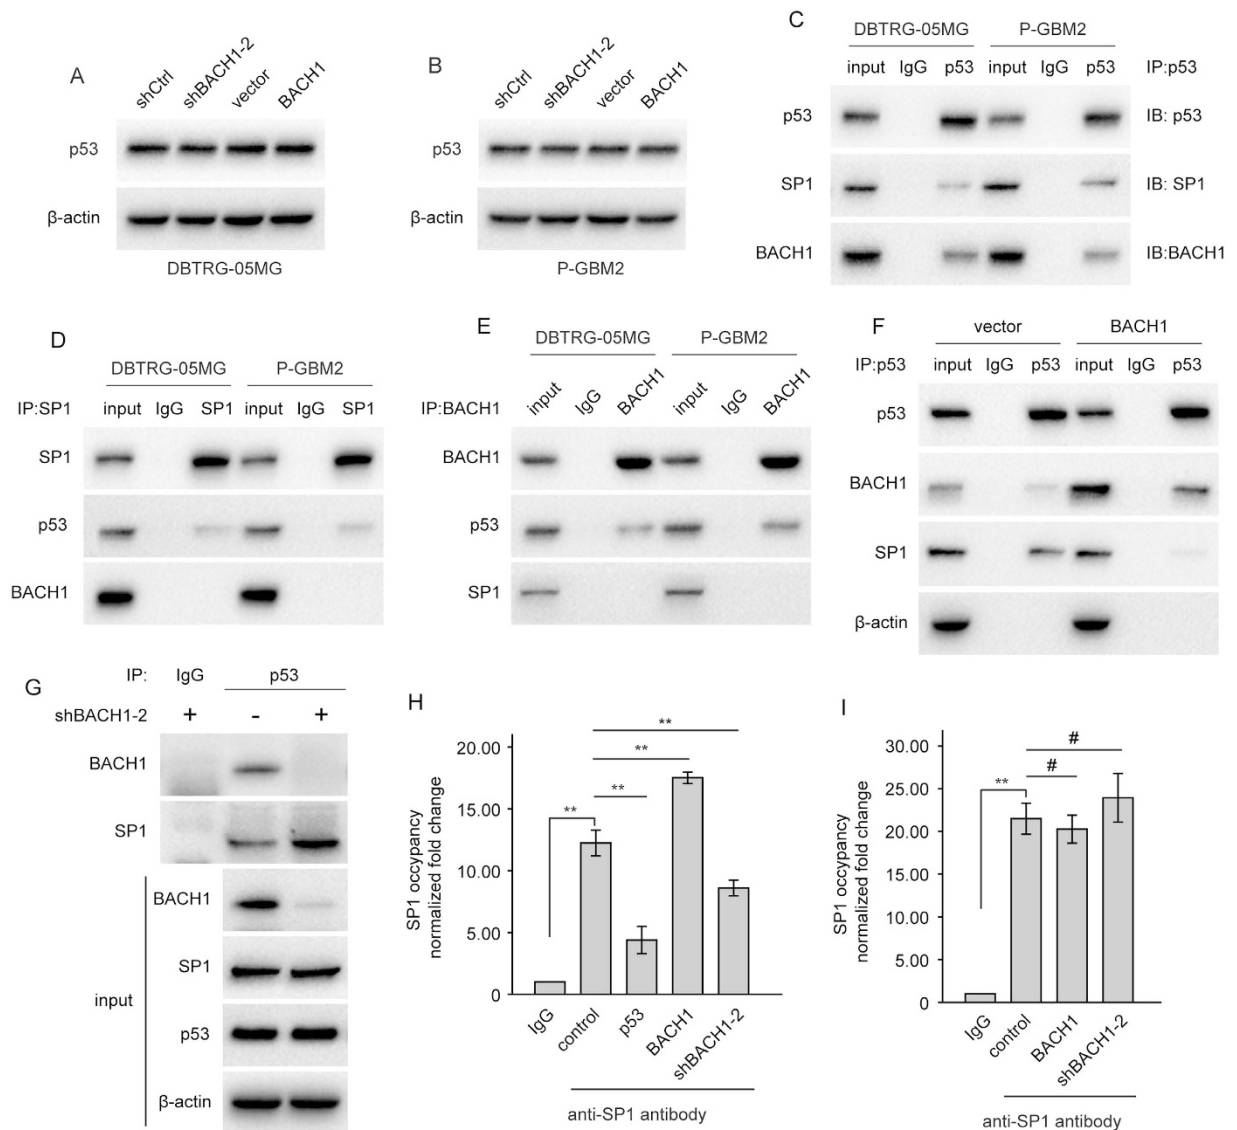 A
shCtrl shBACH1-2 vector BACH1
p53
β-actin
DBTRG-05MG
B
shCtrl shBACH1-2 vector BACH1
p53
β-actin
P-GBM2
C
DBTRG-05MG P-GBM2
input IgG p53 input IgG p53 IP:p53
p53 IB: p53
SP1 IB: SP1
BACH1 IB:BACH1
D
DBTRG-05MG P-GBM2
IP:SP1 input IgG SP1 input IgG SP1
SP1
p53
BACH1
E
DBTRG-05MG P-GBM2
IP:BACH1 input IgG BACH1 input IgG BACH1
BACH1
p53
SP1
F
vector BACH1
IP:p53 input IgG p53 input IgG p53
p53
BACH1
SP1
β-actin
G
IP: IgG p53
shBACH1-2 + - +
BACH1
SP1
input
BACH1
SP1
p53
β-actin
H
SP1 occypancy
normalized fold change
20.00
15.00
10.00
5.00
0
**
**
**
**
IgG control p53 BACH1 shBACH1-2
anti-SP1 antibody
I
SP1 occypancy
normalized fold change
30.00
25.00
20.00
15.00
10.00
5.00
0
#
**
#
IgG control BACH1 shBACH1-2
anti-SP1 antibody